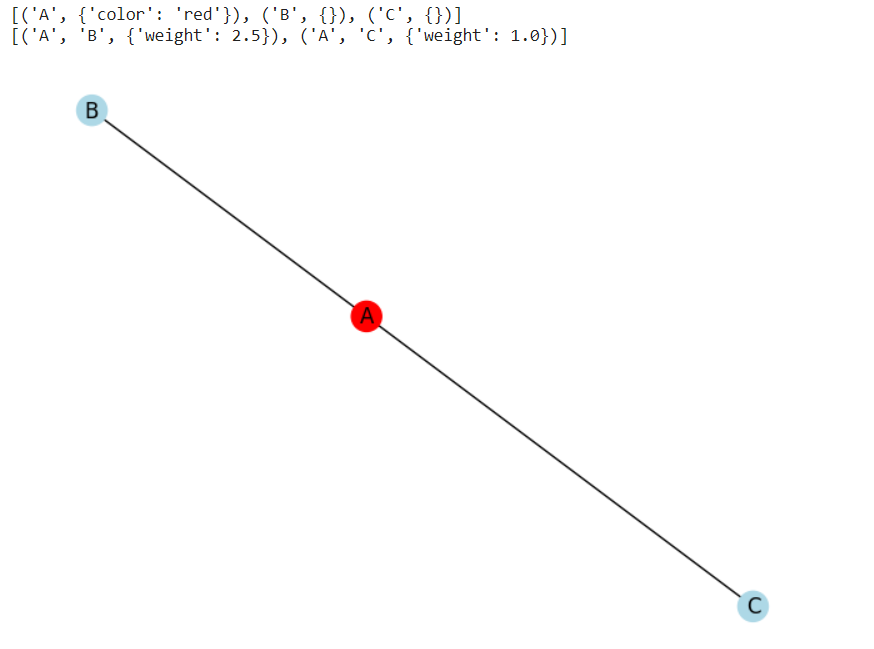 [('A', {'color': 'red'}), ('B', {}), ('C', {})]
[('A', 'B', {'weight': 2.5}), ('A', 'C', {'weight': 1.0})]
B
A
C